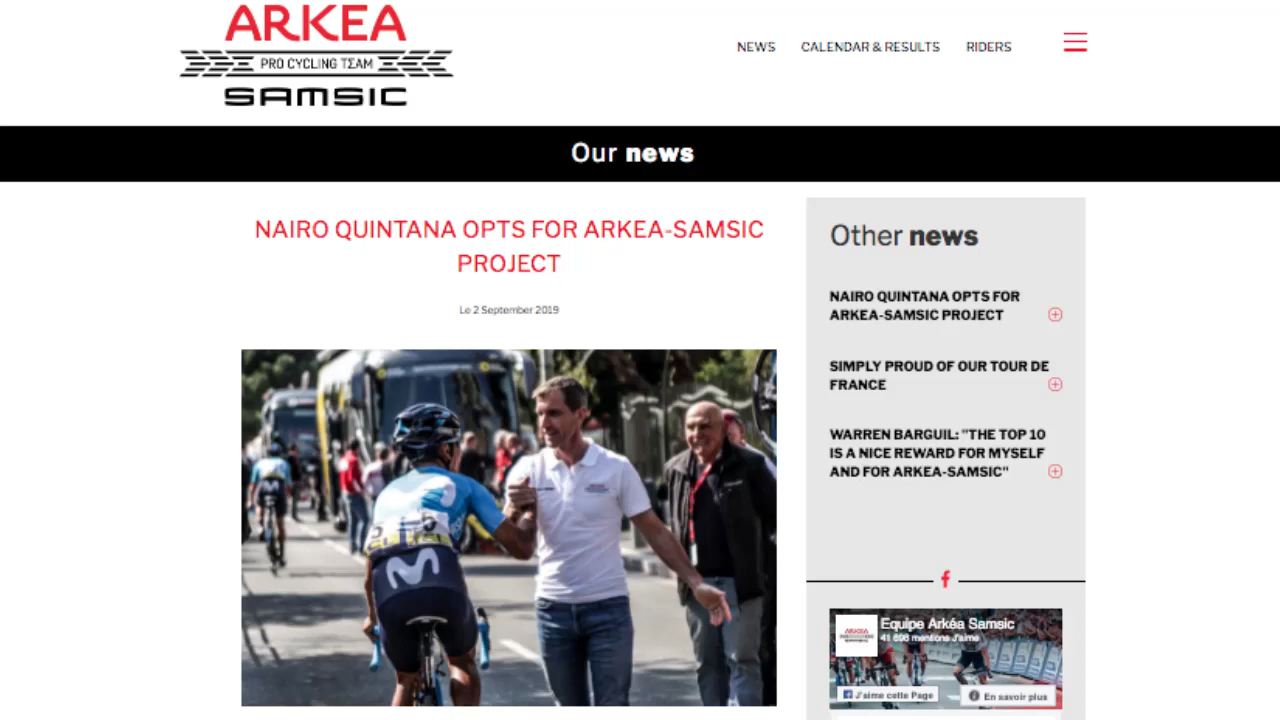 ARKEA
PRO CYCLING TEAM
SAMSIC
NEWS
CALENDAR & RESULTS
RIDERS
Our news
NAIRO QUINTANA OPTS FOR ARKEA-SAMSIC
PROJECT
Le 2 September 2019
Other news
NAIRO QUINTANA OPTS FOR
ARKEA-SAMSIC PROJECT
SIMPLY PROUD OF OUR TOUR DE
FRANCE
WARREN BARGUIL: "THE TOP 10
IS A NICE REWARD FOR MYSELF
AND FOR ARKEA-SAMSIC"
Equipe Arkéa Samsic
41 698 mentions J'aime
J'aime cette Page
En savoir plus